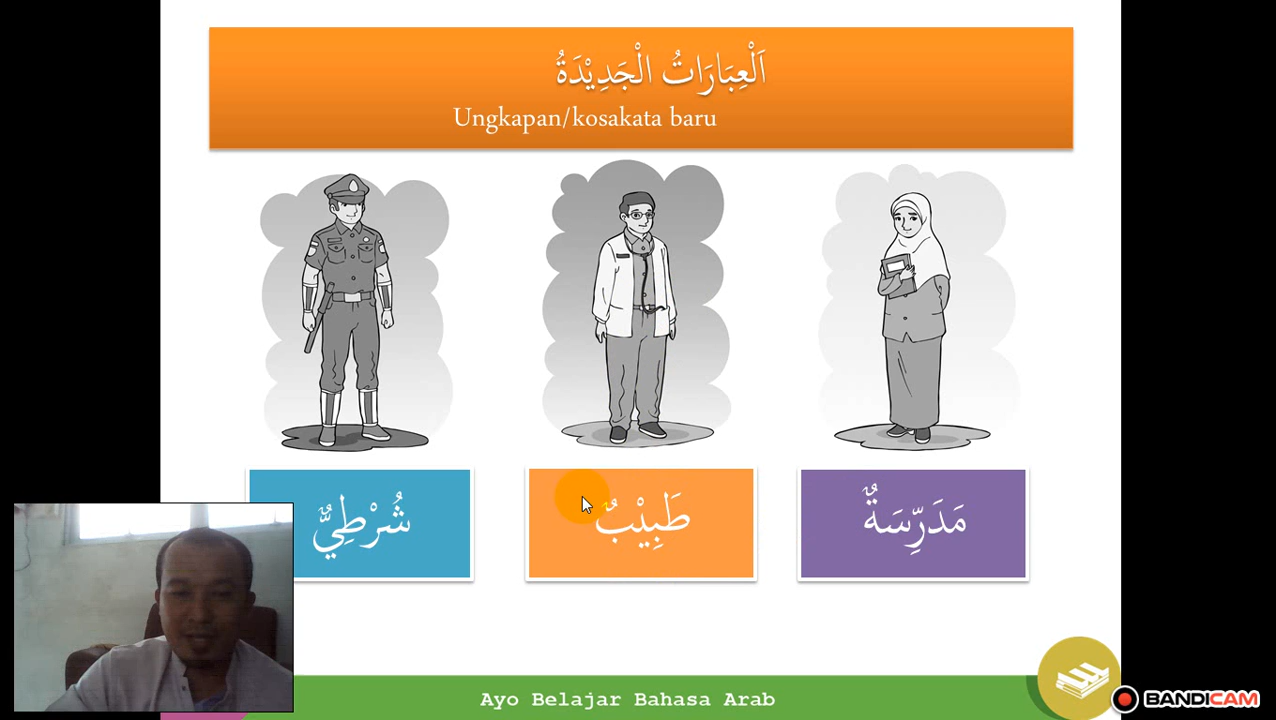 اَلْعِبَارَاتُ الْجَدِيْدَةُ
Ungkapan/kosakata baru
مَدَرِّسَةٌ
طَبِيْبٌ
شُرْطِيٌّ
Ayo Belajar Bahasa Arab
BANDICAM